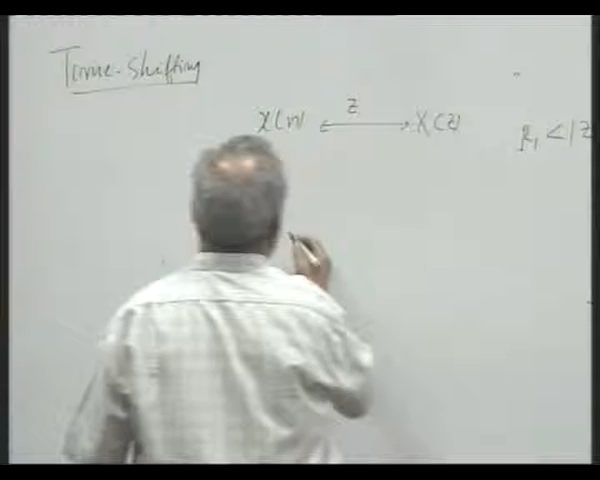 Time-Shifting
x(n) ⟷ X(z) R₁ < |z
z